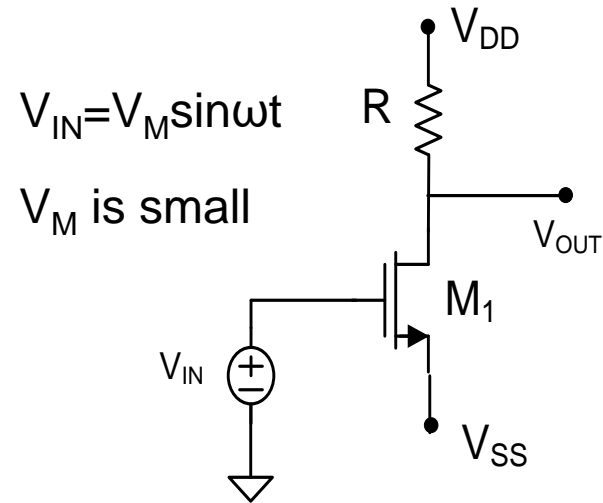 V_DD
V_IN=V_Msinωt
R
V_M is small
V_OUT
M_1
V_IN
V_SS